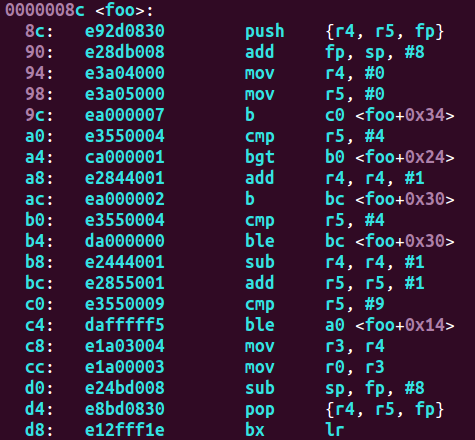 0000008c <foo>:
8c: e92d0830 push {r4, r5, fp}
90: e28db008 add fp, sp, #8
94: e3a04000 mov r4, #0
98: e3a05000 mov r5, #0
9c: ea000007 b c0 <foo+0x34>
a0: e3550004 cmp r5, #4
a4: ca000001 bgt b0 <foo+0x24>
a8: e2844001 add r4, r4, #1
ac: ea000002 b bc <foo+0x30>
b0: e3550004 cmp r5, #4
b4: da000000 ble bc <foo+0x30>
b8: e2444001 sub r4, r4, #1
bc: e2855001 add r5, r5, #1
c0: e3550009 cmp r5, #9
c4: dafffff5 ble a0 <foo+0x14>
c8: e1a03004 mov r3, r4
cc: e1a00003 mov r0, r3
d0: e24bd008 sub sp, fp, #8
d4: e8bd0830 pop {r4, r5, fp}
d8: e12fff1e bx lr